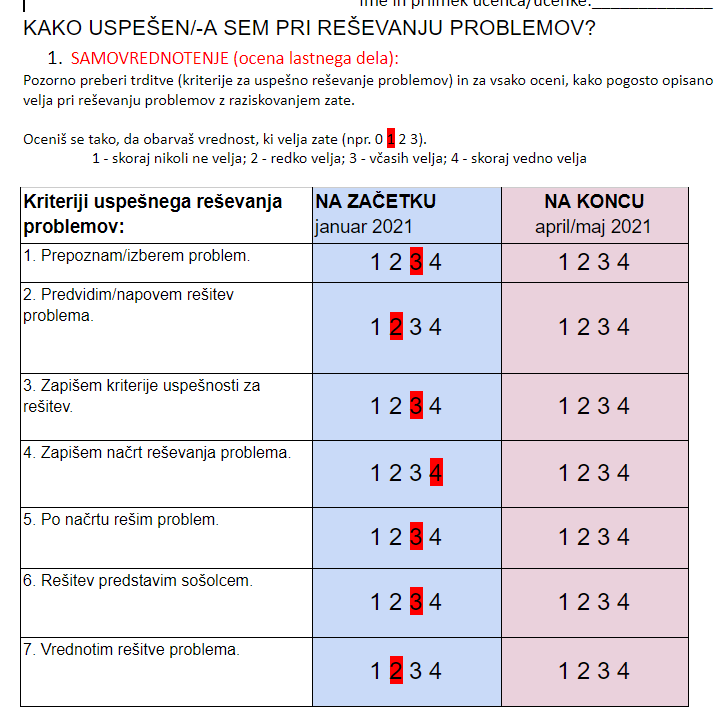 Ime in priimek učenca/učenke:_____________
KAKO USPEŠEN/-A SEM PRI REŠEVANJU PROBLEMOV?
1. SAMOVREDNOTENJE (ocena lastnega dela):
Pozorno preberi trditve (kriterije za uspešno reševanje problemov) in za vsako oceni, kako pogosto opisano
velja pri reševanju problemov z raziskovanjem zate.
Oceniš se tako, da obarvaš vrednost, ki velja zate (npr. 0 1 2 3).
1 - skoraj nikoli ne velja; 2 - redko velja; 3 - včasih velja; 4 - skoraj vedno velja
Kriteriji uspešnega reševanja
problemov:
NA ZAČETKU
januar 2021
NA KONCU
april/maj 2021
1. Prepoznam/izberem problem.
1 2 3 4
1 2 3 4
2. Predvidim/napovem rešitev
problema.
1 2 3 4
1 2 3 4
3. Zapišem kriterije uspešnosti za
rešitev.
1 2 3 4
1 2 3 4
4. Zapišem načrt reševanja problema.
1 2 3 4
1 2 3 4
5. Po načrtu rešim problem.
1 2 3 4
1 2 3 4
6. Rešitev predstavim sošolcem.
1 2 3 4
1 2 3 4
7. Vrednotim rešitve problema.
1 2 3 4
1 2 3 4